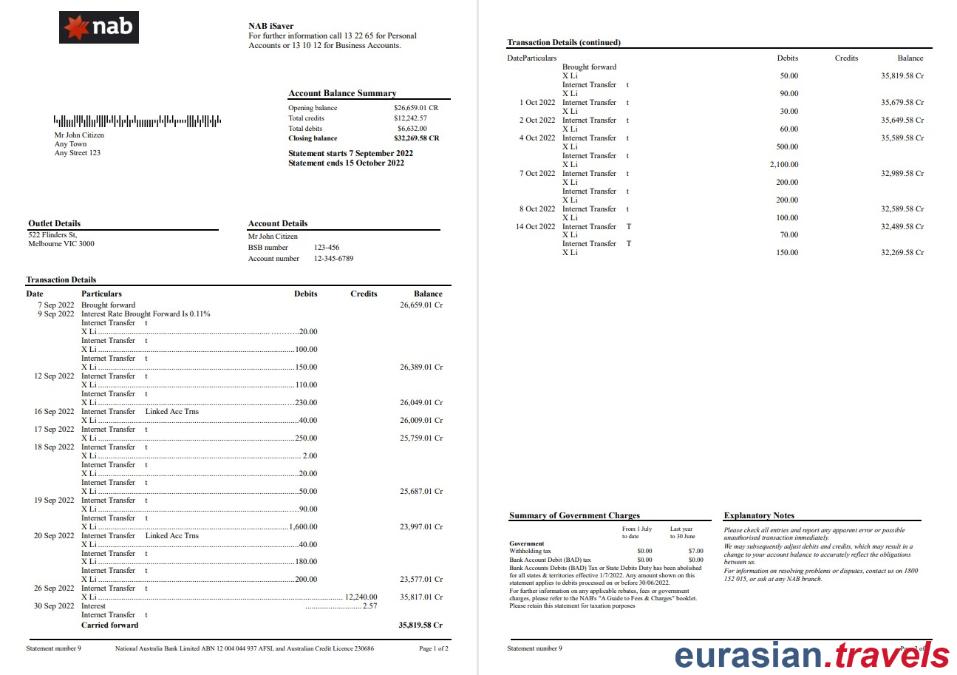 nab
NAB iSaver
For further information call 13 22 65 for Personal
Accounts or 13 10 12 for Business Accounts.
Account Balance Summary
Opening balance $26,659.01 CR
Total credits $12,242.57
Total debits $6,632.00
Closing balance $32,269.58 CR
Statement starts 7 September 2022
Statement ends 15 October 2022
Mr John Citizen
Any Town
Any Street 123
Outlet Details
522 Flinders St,
Melbourne VIC 3000
Account Details
Mr John Citizen
BSB number 123-456
Account number 12-345-6789
Transaction Details
Date Particulars Debits Credits Balance
7 Sep 2022 Brought forward 26,659.01 Cr
9 Sep 2022 Interest Rate Brought Forward Is 0.11%
Internet Transfer t
X Li 20.00
Internet Transfer t
X Li 100.00
Internet Transfer t
X Li 150.00 26,389.01 Cr
12 Sep 2022 Internet Transfer t
X Li 110.00
Internet Transfer t
X Li 230.00 26,049.01 Cr
16 Sep 2022 Internet Transfer Linked Acc Trns
X Li 40.00 26,009.01 Cr
17 Sep 2022 Internet Transfer t
X Li 250.00 25,759.01 Cr
18 Sep 2022 Internet Transfer t
X Li 2.00
Internet Transfer t
X Li 20.00
Internet Transfer t
X Li 50.00 25,687.01 Cr
19 Sep 2022 Internet Transfer t
X Li 90.00
Internet Transfer t
X Li 1,600.00 23,997.01 Cr
20 Sep 2022 Internet Transfer Linked Acc Trns
X Li 40.00
Internet Transfer t
X Li 180.00
Internet Transfer t
X Li 200.00 23,577.01 Cr
26 Sep 2022 Internet Transfer t
X Li 12,240.00 35,817.01 Cr
30 Sep 2022 Interest 2.57
Internet Transfer t
Carried forward 35,819.58 Cr
Statement number 9 National Australia Bank Limited ABN 12 004 044 937 AFSL and Australian Credit Licence 230686 Page 1 of 2
Transaction Details (continued)
DateParticulars Debits Credits Balance
Brought forward
X Li 50.00 35,819.58 Cr
Internet Transfer t
X Li 90.00
1 Oct 2022 Internet Transfer t 35,679.58 Cr
X Li 30.00
2 Oct 2022 Internet Transfer t 35,649.58 Cr
X Li 60.00
4 Oct 2022 Internet Transfer t 35,589.58 Cr
X Li 500.00
Internet Transfer t
X Li 2,100.00
7 Oct 2022 Internet Transfer t 32,989.58 Cr
X Li 200.00
Internet Transfer t
X Li 200.00
8 Oct 2022 Internet Transfer t 32,589.58 Cr
X Li 100.00
14 Oct 2022 Internet Transfer T 32,489.58 Cr
X Li 70.00
Internet Transfer T
X Li 150.00 32,269.58 Cr
Summary of Government Charges
From 1 July Last year
to date to 30 June
Government
Withholding tax $0.00 $7.00
Bank Account Debit (BAD) tax $0.00 $0.00
Bank Accounts Debits (BAD) Tax or State Debits Duty has been abolished
for all states & territories effective 1/7/2022. Any amount shown on this
statement applies to debits processed on or before 30/06/2022.
For further information on any applicable rebates, fees or government
charges, please refer to the NAB's "A Guide to Fees & Charges" booklet.
Please retain this statement for taxation purposes
Explanatory Notes
Please check all entries and report any apparent error or possible
unauthorised transaction immediately.
We may subsequently adjust debits and credits, which may result in a
change to your account balance to accurately reflect the obligations
between us.
For information on resolving problems or disputes, contact us on 1800
152 015, or ask at any NAB branch.
Statement number 9
eurasian.travels